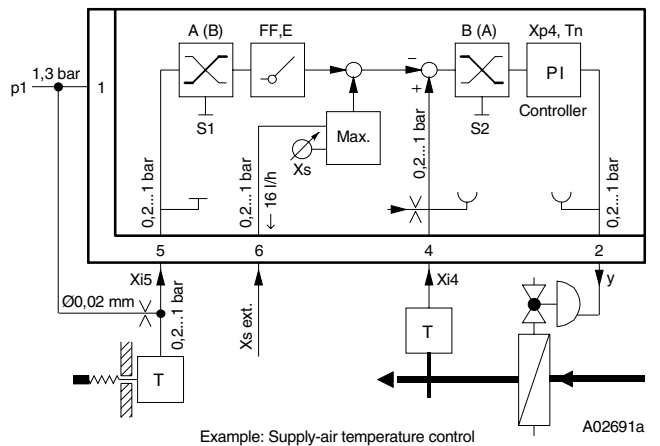 A (B)
FF,E
B (A)
Xp4, Tn
p1
1,3 bar
1
–
+
PI
S1
S2
Controller
Max.
Xs
0,2...1 bar
0,2...1 bar
← 16 l/h
0,2...1 bar
0,2...1 bar
5
6
4
2
Xi5
Xi4
y
Ø0,02 mm
0,2...1 bar
Xs ext.
T
T
A02691a
Example: Supply-air temperature control